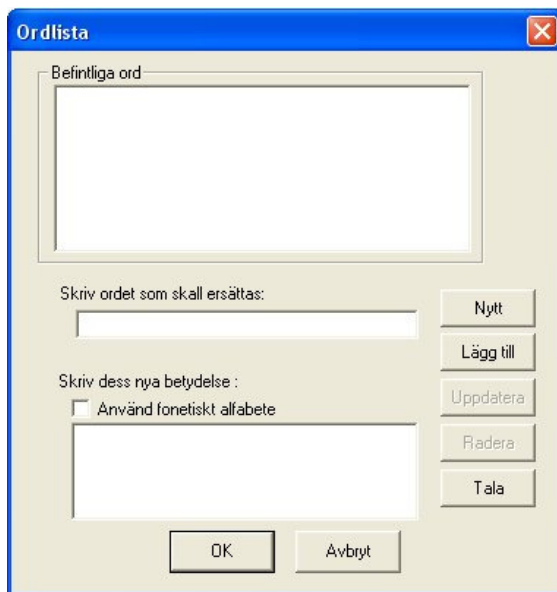 Ordlista
Befintliga ord
Skriv ordet som skall ersättas:
Nytt
Lägg till
Skriv dess nya betydelse :
Uppdatera
Använd fonetiskt alfabete
Radera
Tala
OK
Avbryt